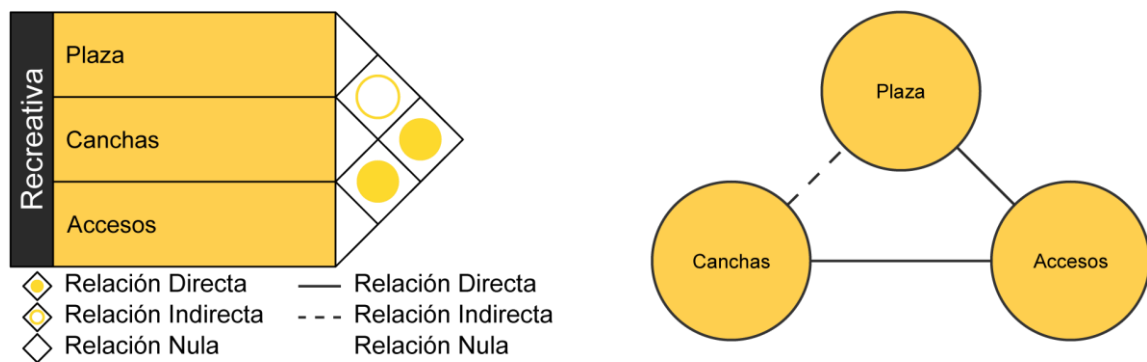 Recreativa
Plaza
Canchas
Accesos
Relación Directa
Relación Indirecta
Relación Nula
Relación Directa
Relación Indirecta
Relación Nula
Plaza
Canchas
Accesos